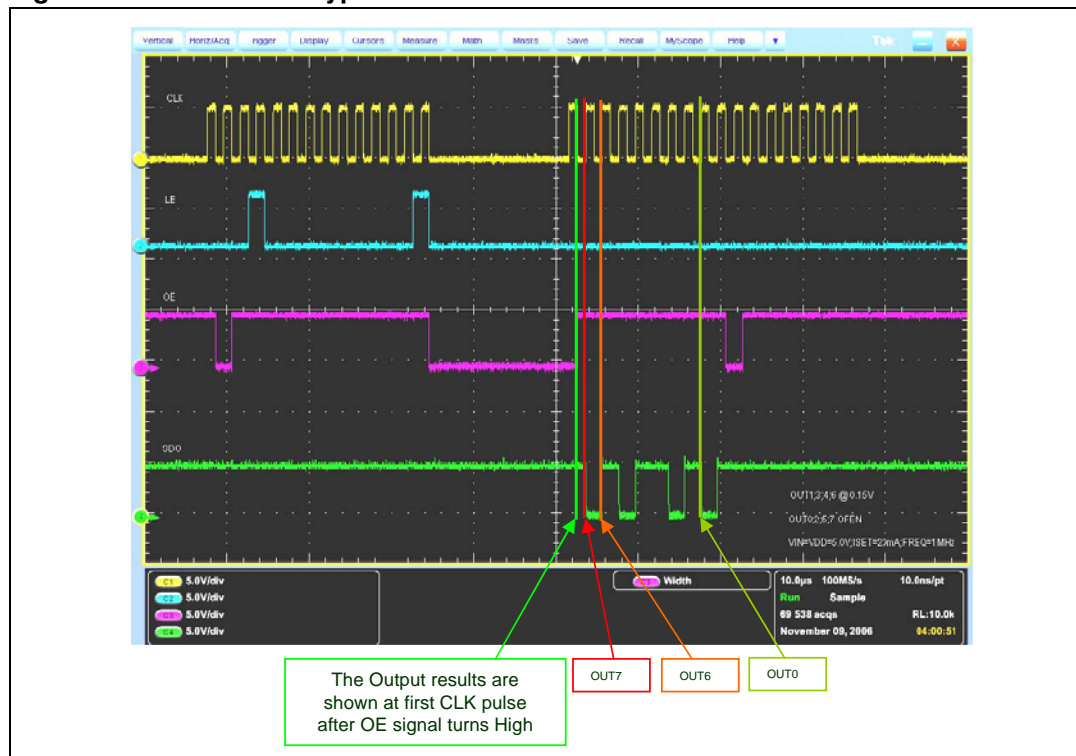 Vertical Horiz/Acq Trigger Display Cursors Measure Math Masks Save Recall MyScope Help Tek
CLK
LE
OE
SDO
OUT1;3;4;6 @0.15V
OUT0;2;5;7 OPEN
VIN=VDD=5.0V;ISET=20mA;FREQ=1MHz
C1 5.0V/div
C2 5.0V/div
C3 5.0V/div
C4 5.0V/div
Width
10.0µs 100MS/s 10.0ns/pt
Run Sample
69 538 acqs RL:10.0k
November 09, 2006 04:00:51
The Output results are
shown at first CLK pulse
after OE signal turns High
OUT7
OUT6
OUT0